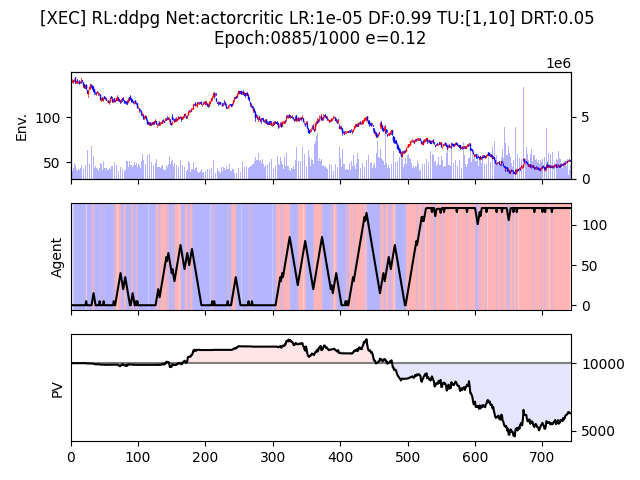 [XEC] RL:ddpg Net:actorcritic LR:1e-05 DF:0.99 TU:[1,10] DRT:0.05
Epoch:0885/1000 e=0.12
1e6
Env.
100
50
5
0
Agent
100
50
0
PV
10000
5000
0 100 200 300 400 500 600 700